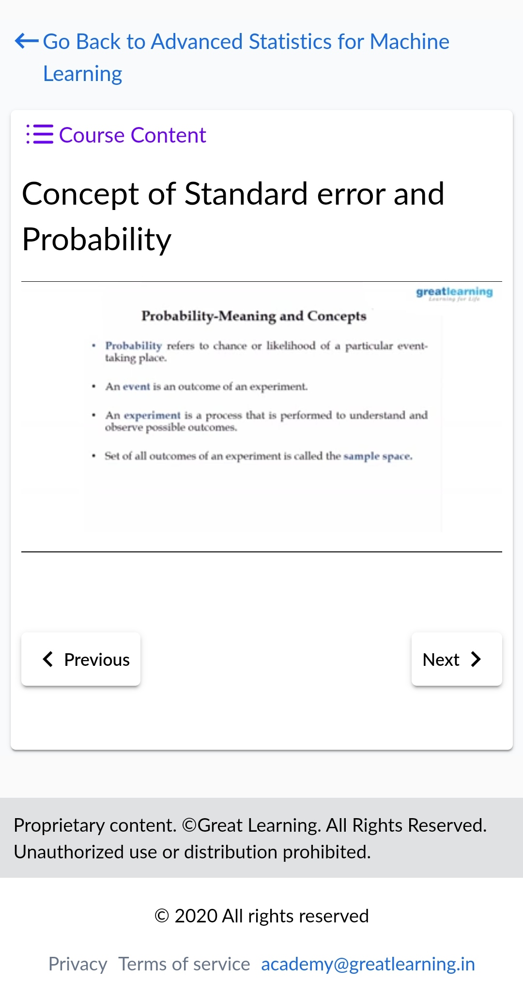 Go Back to Advanced Statistics for Machine
Learning
Course Content
Concept of Standard error and
Probability
greatlearning
Learning for Life
Probability-Meaning and Concepts
• Probability refers to chance or likelihood of a particular event-
taking place.
• An event is an outcome of an experiment.
• An experiment is a process that is performed to understand and
observe possible outcomes.
• Set of all outcomes of an experiment is called the sample space.
Previous
Next
Proprietary content. ©Great Learning. All Rights Reserved.
Unauthorized use or distribution prohibited.
© 2020 All rights reserved
Privacy Terms of service academy@greatlearning.in